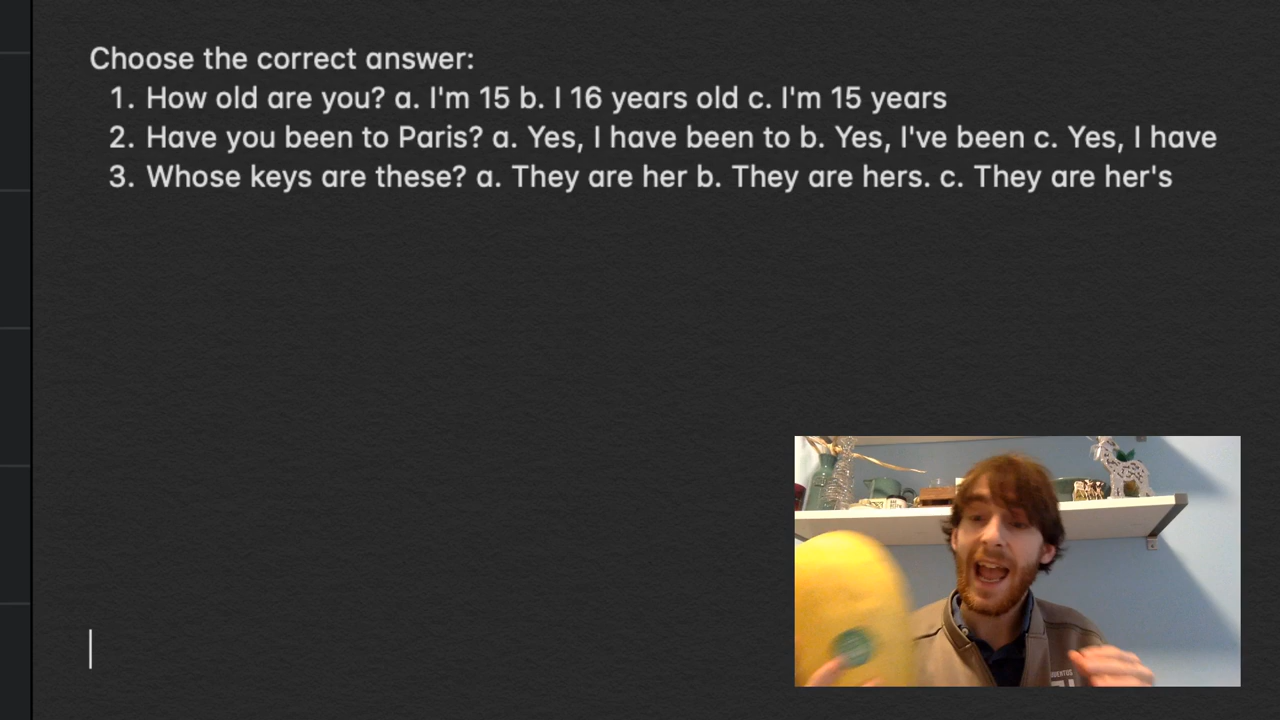 Choose the correct answer:
1. How old are you? a. I'm 15 b. I 16 years old c. I'm 15 years
2. Have you been to Paris? a. Yes, I have been to b. Yes, I've been c. Yes, I have
3. Whose keys are these? a. They are her b. They are hers. c. They are her's